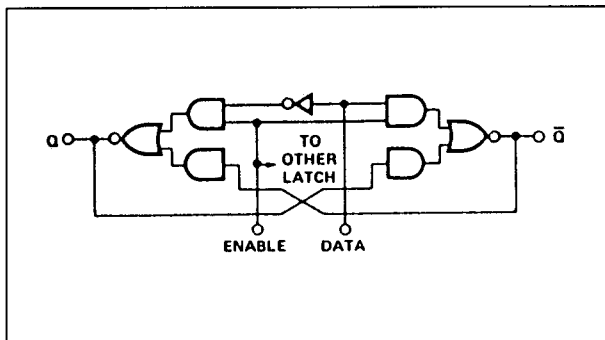 Q
Q̄
TO
OTHER
LATCH
ENABLE
DATA